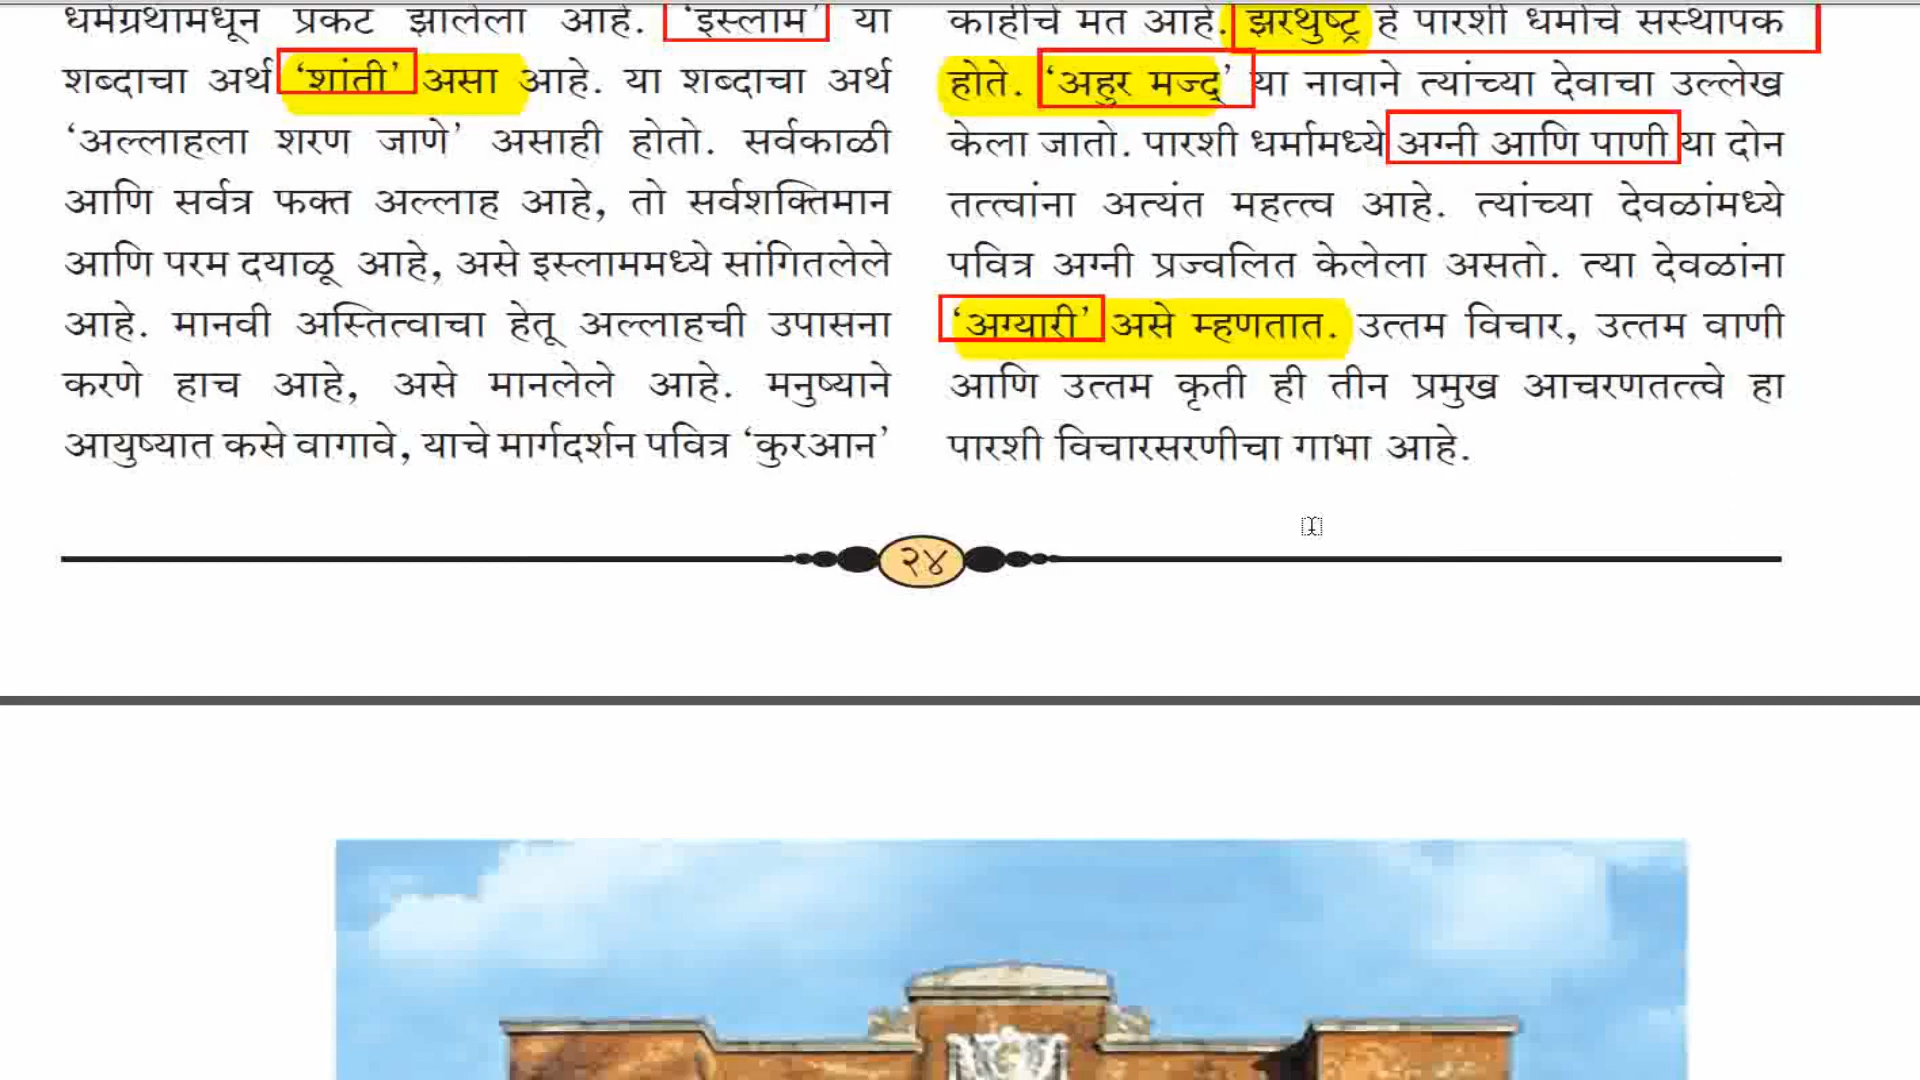 धर्मग्रंथामधून प्रकट झालेला आहे. ‘इस्लाम’ या
शब्दाचा अर्थ ‘शांती’ असा आहे. या शब्दाचा अर्थ
‘अल्लाहला शरण जाणे’ असाही होतो. सर्वकाळी
आणि सर्वत्र फक्त अल्लाह आहे, तो सर्वशक्तिमान
आणि परम दयाळू आहे, असे इस्लाममध्ये सांगितलेले
आहे. मानवी अस्तित्वाचा हेतू अल्लाहची उपासना
करणे हाच आहे, असे मानलेले आहे. मनुष्याने
आयुष्यात कसे वागावे, याचे मार्गदर्शन पवित्र ‘कुरआन’
काहींचे मत आहे. झरथुष्ट्र हे पारशी धर्माचे संस्थापक
होते. ‘अहुर मज्द्’ या नावाने त्यांच्या देवाचा उल्लेख
केला जातो. पारशी धर्मामध्ये अग्नी आणि पाणी या दोन
तत्त्वांना अत्यंत महत्त्व आहे. त्यांच्या देवळांमध्ये
पवित्र अग्नी प्रज्वलित केलेला असतो. त्या देवळांना
‘अग्यारी’ असे म्हणतात. उत्तम विचार, उत्तम वाणी
आणि उत्तम कृती ही तीन प्रमुख आचरणतत्त्वे हा
पारशी विचारसरणीचा गाभा आहे.
२४